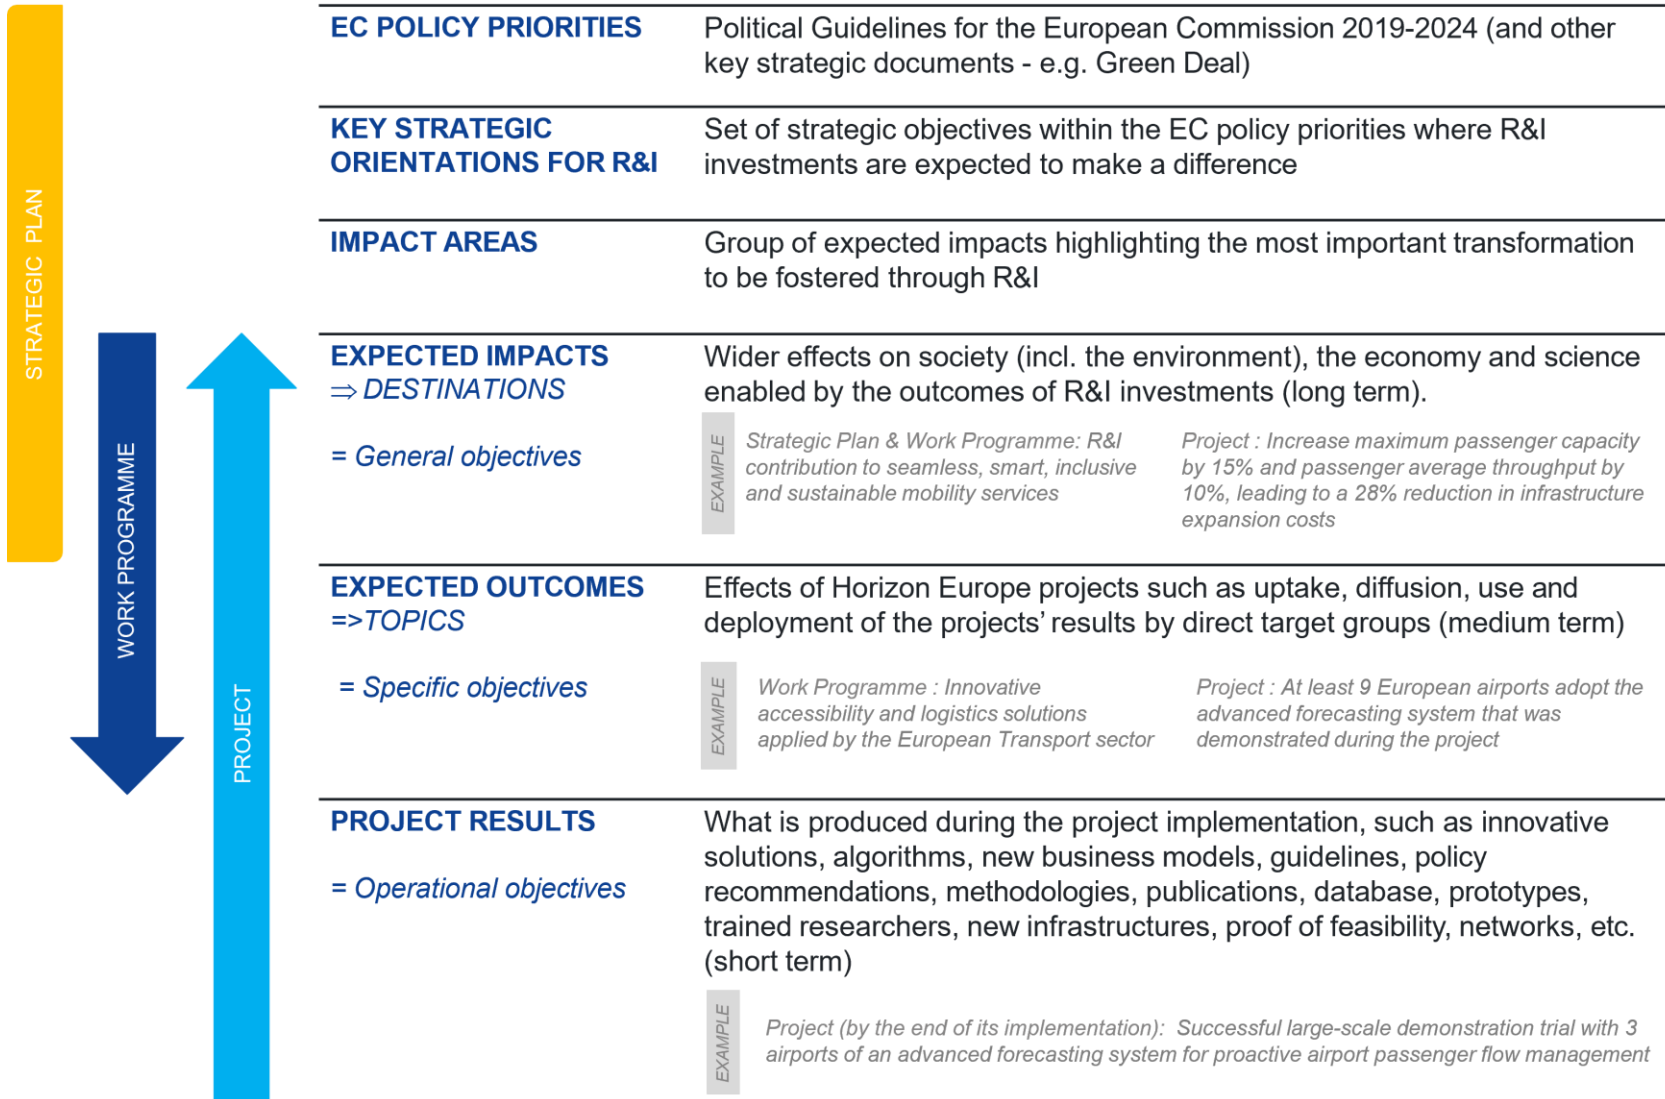 STRATEGIC PLAN
WORK PROGRAMME
PROJECT
EC POLICY PRIORITIES
Political Guidelines for the European Commission 2019-2024 (and other
key strategic documents - e.g. Green Deal)
KEY STRATEGIC
ORIENTATIONS FOR R&I
Set of strategic objectives within the EC policy priorities where R&I
investments are expected to make a difference
IMPACT AREAS
Group of expected impacts highlighting the most important transformation
to be fostered through R&I
EXPECTED IMPACTS
⇒ DESTINATIONS
= General objectives
Wider effects on society (incl. the environment), the economy and science
enabled by the outcomes of R&I investments (long term).
EXAMPLE
Strategic Plan & Work Programme: R&I
contribution to seamless, smart, inclusive
and sustainable mobility services
Project : Increase maximum passenger capacity
by 15% and passenger average throughput by
10%, leading to a 28% reduction in infrastructure
expansion costs
EXPECTED OUTCOMES
=>TOPICS
= Specific objectives
Effects of Horizon Europe projects such as uptake, diffusion, use and
deployment of the projects’ results by direct target groups (medium term)
EXAMPLE
Work Programme : Innovative
accessibility and logistics solutions
applied by the European Transport sector
Project : At least 9 European airports adopt the
advanced forecasting system that was
demonstrated during the project
PROJECT RESULTS
= Operational objectives
What is produced during the project implementation, such as innovative
solutions, algorithms, new business models, guidelines, policy
recommendations, methodologies, publications, database, prototypes,
trained researchers, new infrastructures, proof of feasibility, networks, etc.
(short term)
EXAMPLE
Project (by the end of its implementation): Successful large-scale demonstration trial with 3
airports of an advanced forecasting system for proactive airport passenger flow management